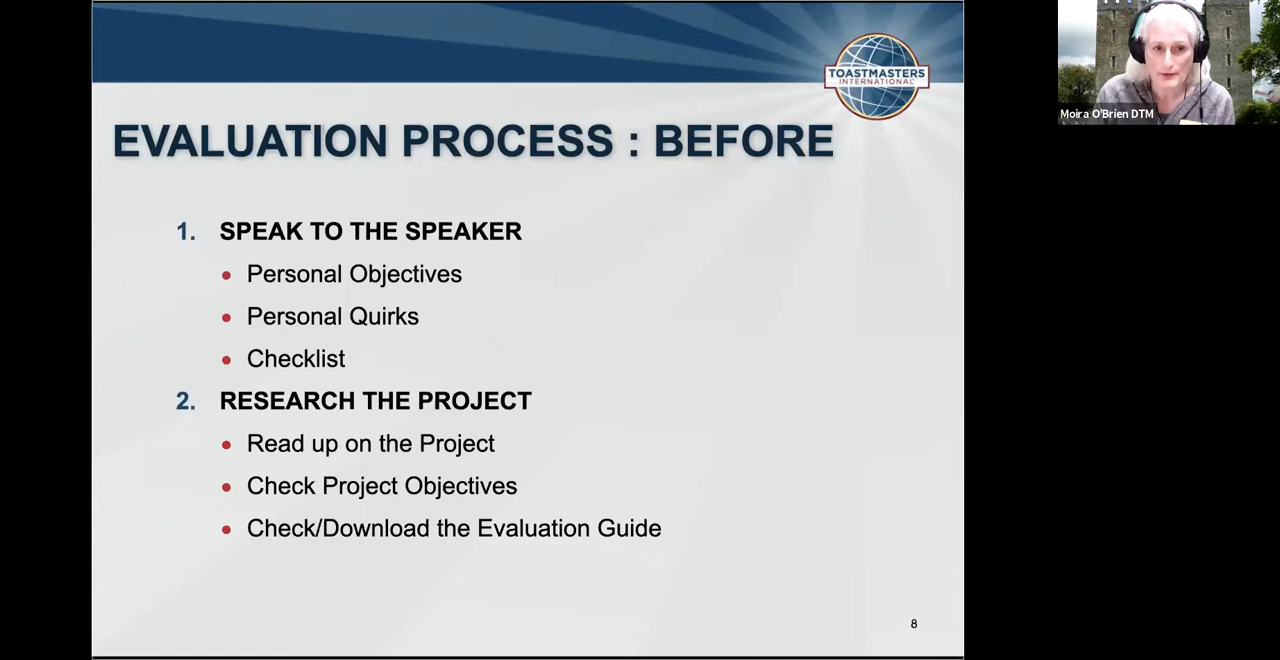 TOASTMASTERS
INTERNATIONAL
EVALUATION PROCESS : BEFORE
1. SPEAK TO THE SPEAKER
• Personal Objectives
• Personal Quirks
• Checklist
2. RESEARCH THE PROJECT
• Read up on the Project
• Check Project Objectives
• Check/Download the Evaluation Guide
8
Moira O'Brien DTM